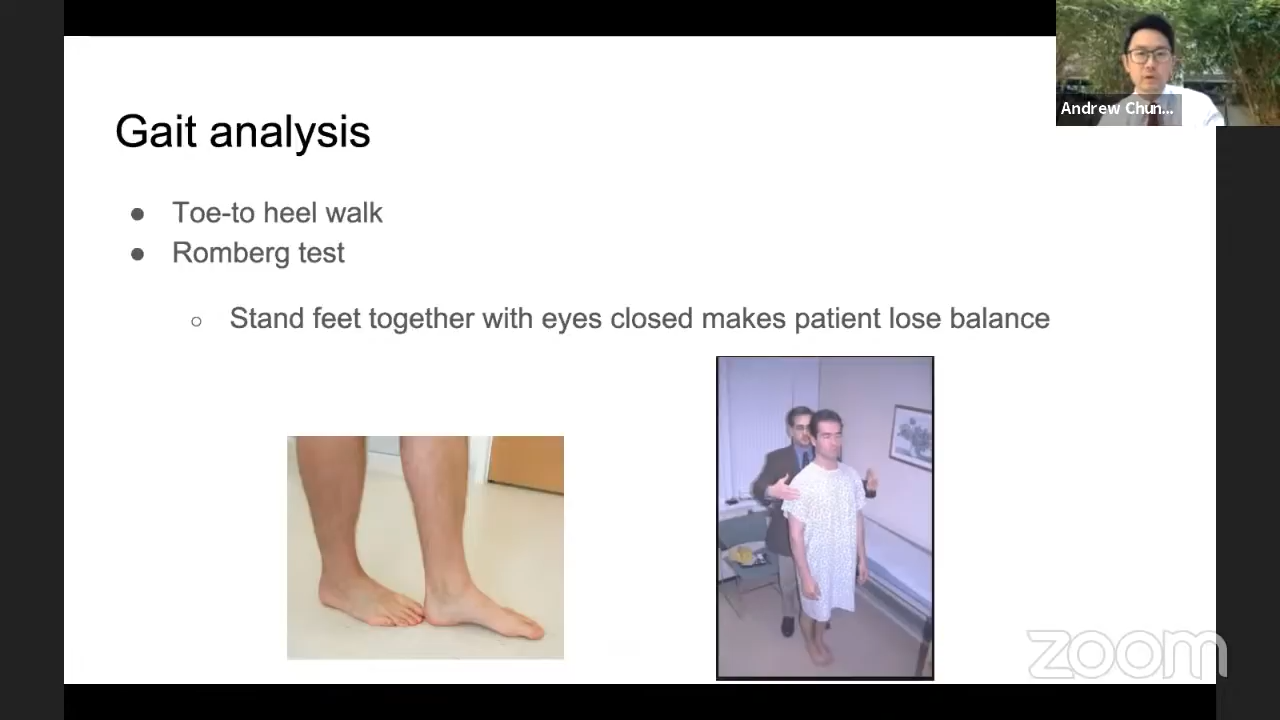 Andrew Chun...
Gait analysis
● Toe-to heel walk
● Romberg test
○ Stand feet together with eyes closed makes patient lose balance
zoom